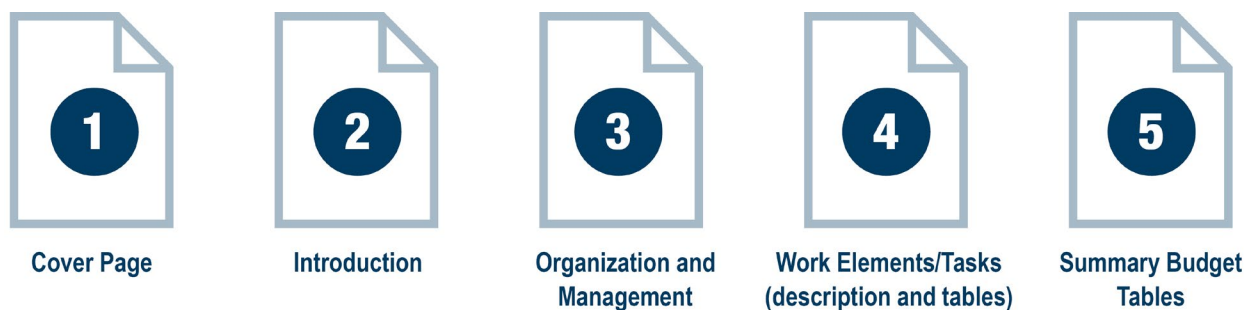 1
Cover Page
2
Introduction
3
Organization and
Management
4
Work Elements/Tasks
(description and tables)
5
Summary Budget
Tables